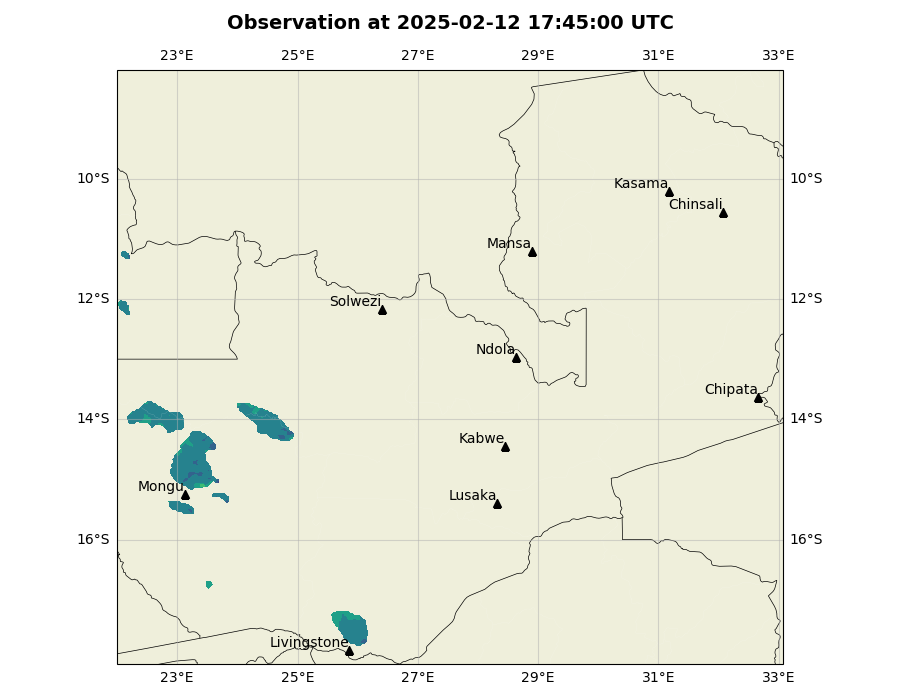 Observation at 2025-02-12 17:45:00 UTC
23°E 25°E 27°E 29°E 31°E 33°E
10°S 10°S
Kasama
Chinsali
Mansa
12°S 12°S
Solwezi
Ndola
Chipata
14°S 14°S
Kabwe
Mongu
Lusaka
16°S 16°S
Livingstone
23°E 25°E 27°E 29°E 31°E 33°E